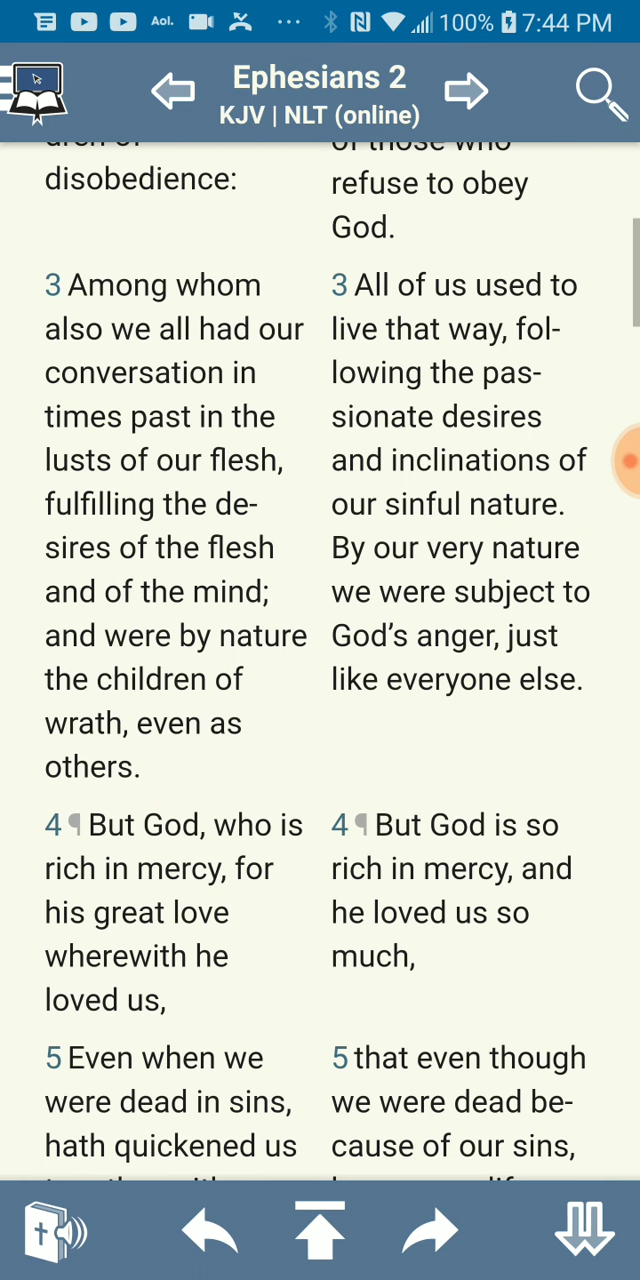 Aol. ... 100% 7:44 PM
Ephesians 2
KJV | NLT (online)
disobedience:
3 Among whom
also we all had our
conversation in
times past in the
lusts of our flesh,
fulfilling the de-
sires of the flesh
and of the mind;
and were by nature
the children of
wrath, even as
others.
4 ¶ But God, who is
rich in mercy, for
his great love
wherewith he
loved us,
5 Even when we
were dead in sins,
hath quickened us
of those who
refuse to obey
God.
3 All of us used to
live that way, fol-
lowing the pas-
sionate desires
and inclinations of
our sinful nature.
By our very nature
we were subject to
God's anger, just
like everyone else.
4 ¶ But God is so
rich in mercy, and
he loved us so
much,
5 that even though
we were dead be-
cause of our sins,